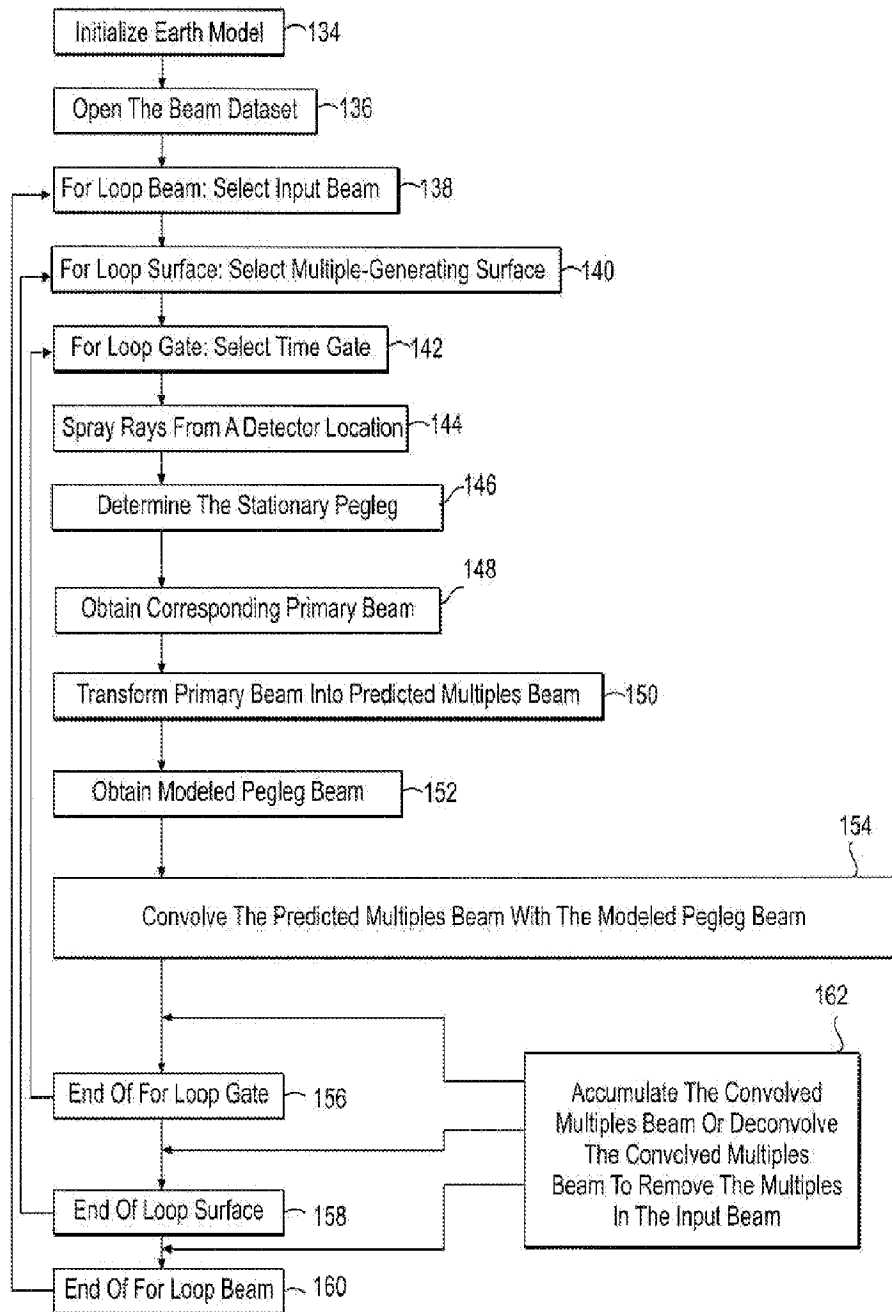 Initialize Earth Model 134
Open The Beam Dataset 136
For Loop Beam: Select Input Beam 138
For Loop Surface: Select Multiple-Generating Surface 140
For Loop Gate: Select Time Gate 142
Spray Rays From A Detector Location 144
Determine The Stationary Pegleg 146
Obtain Corresponding Primary Beam 148
Transform Primary Beam Into Predicted Multiples Beam 150
Obtain Modeled Pegleg Beam 152
154
Convolve The Predicted Multiples Beam With The Modeled Pegleg Beam
162
Accumulate The Convolved
Multiples Beam Or Deconvolve
The Convolved Multiples
Beam To Remove The Multiples
In The Input Beam
End Of For Loop Gate 156
End Of Loop Surface 158
End Of For Loop Beam 160